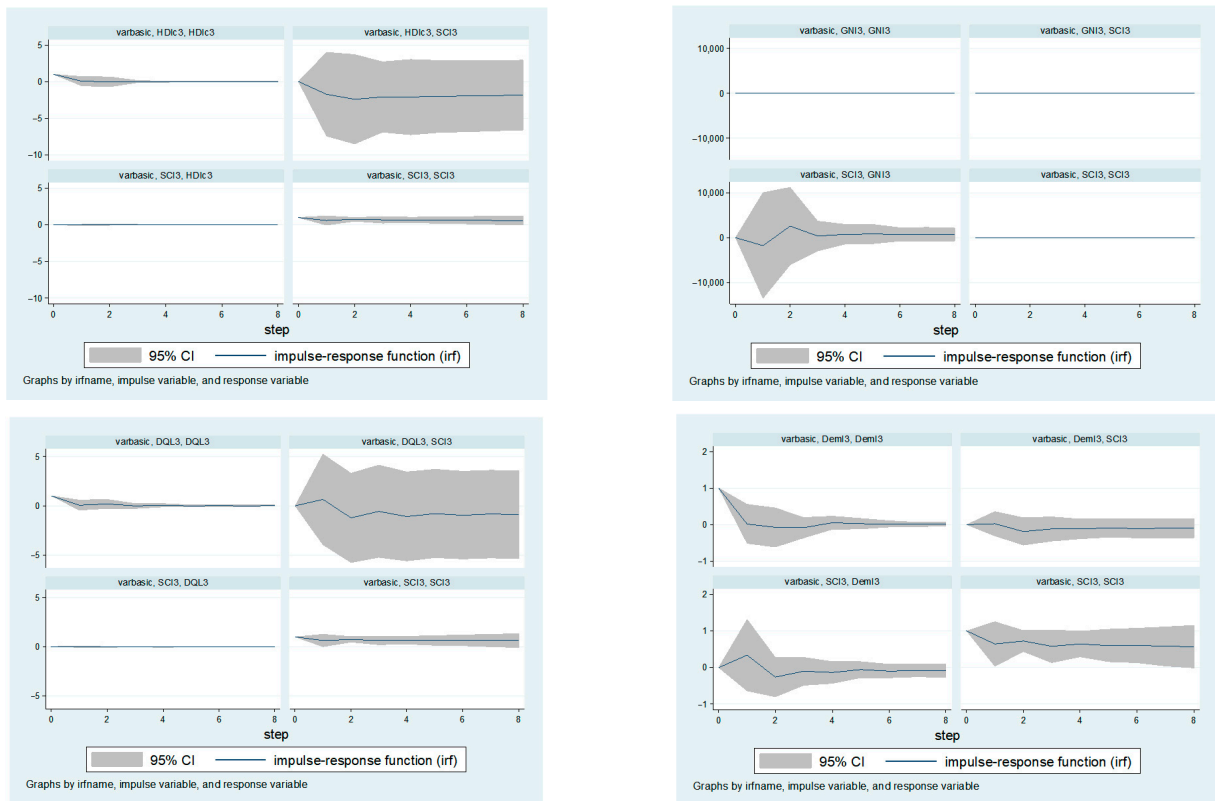 varbasic, HDIc3, HDIc3
varbasic, HDIc3, SCI3
5
0
−5
−10
varbasic, SCI3, HDIc3
varbasic, SCI3, SCI3
5
0
−5
−10
0 2 4 6 8
0 2 4 6 8
step
95% CI
impulse-response function (irf)
Graphs by irfname, impulse variable, and response variable
varbasic, GNI3, GNI3
varbasic, GNI3, SCI3
10,000
0
−10,000
varbasic, SCI3, GNI3
varbasic, SCI3, SCI3
10,000
0
−10,000
0 2 4 6 8
0 2 4 6 8
step
95% CI
impulse-response function (irf)
Graphs by irfname, impulse variable, and response variable
varbasic, DQL3, DQL3
varbasic, DQL3, SCI3
5
0
−5
varbasic, SCI3, DQL3
varbasic, SCI3, SCI3
5
0
−5
0 2 4 6 8
0 2 4 6 8
step
95% CI
impulse-response function (irf)
Graphs by irfname, impulse variable, and response variable
varbasic, DemI3, DemI3
varbasic, DemI3, SCI3
2
1
0
−1
varbasic, SCI3, DemI3
varbasic, SCI3, SCI3
2
1
0
−1
0 2 4 6 8
0 2 4 6 8
step
95% CI
impulse-response function (irf)
Graphs by irfname, impulse variable, and response variable